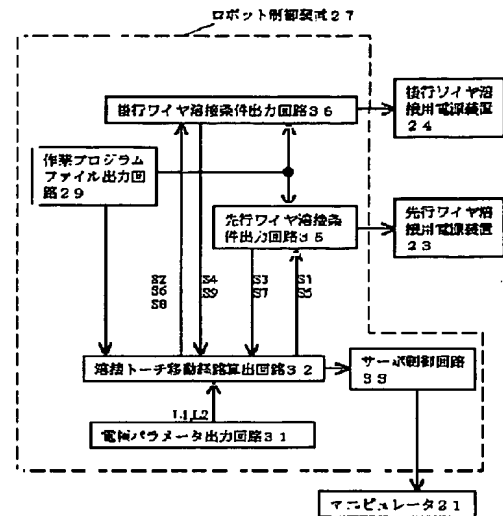 ロボット制御装置27
後行ワイヤ溶接条件出力回路36
後行ワイヤ溶
接用電源装置
24
作業プログラム
ファイル出力回
路29
先行ワイヤ溶接条
件出力回路35
先行ワイヤ溶
接用電源装置
23
S2
S6
S8
S4
S9
S3
S7
S1
S5
溶接トーチ移動経路算出回路32
サーボ制御回路
33
L1,L2
電極パラメータ出力回路31
マニピュレータ21